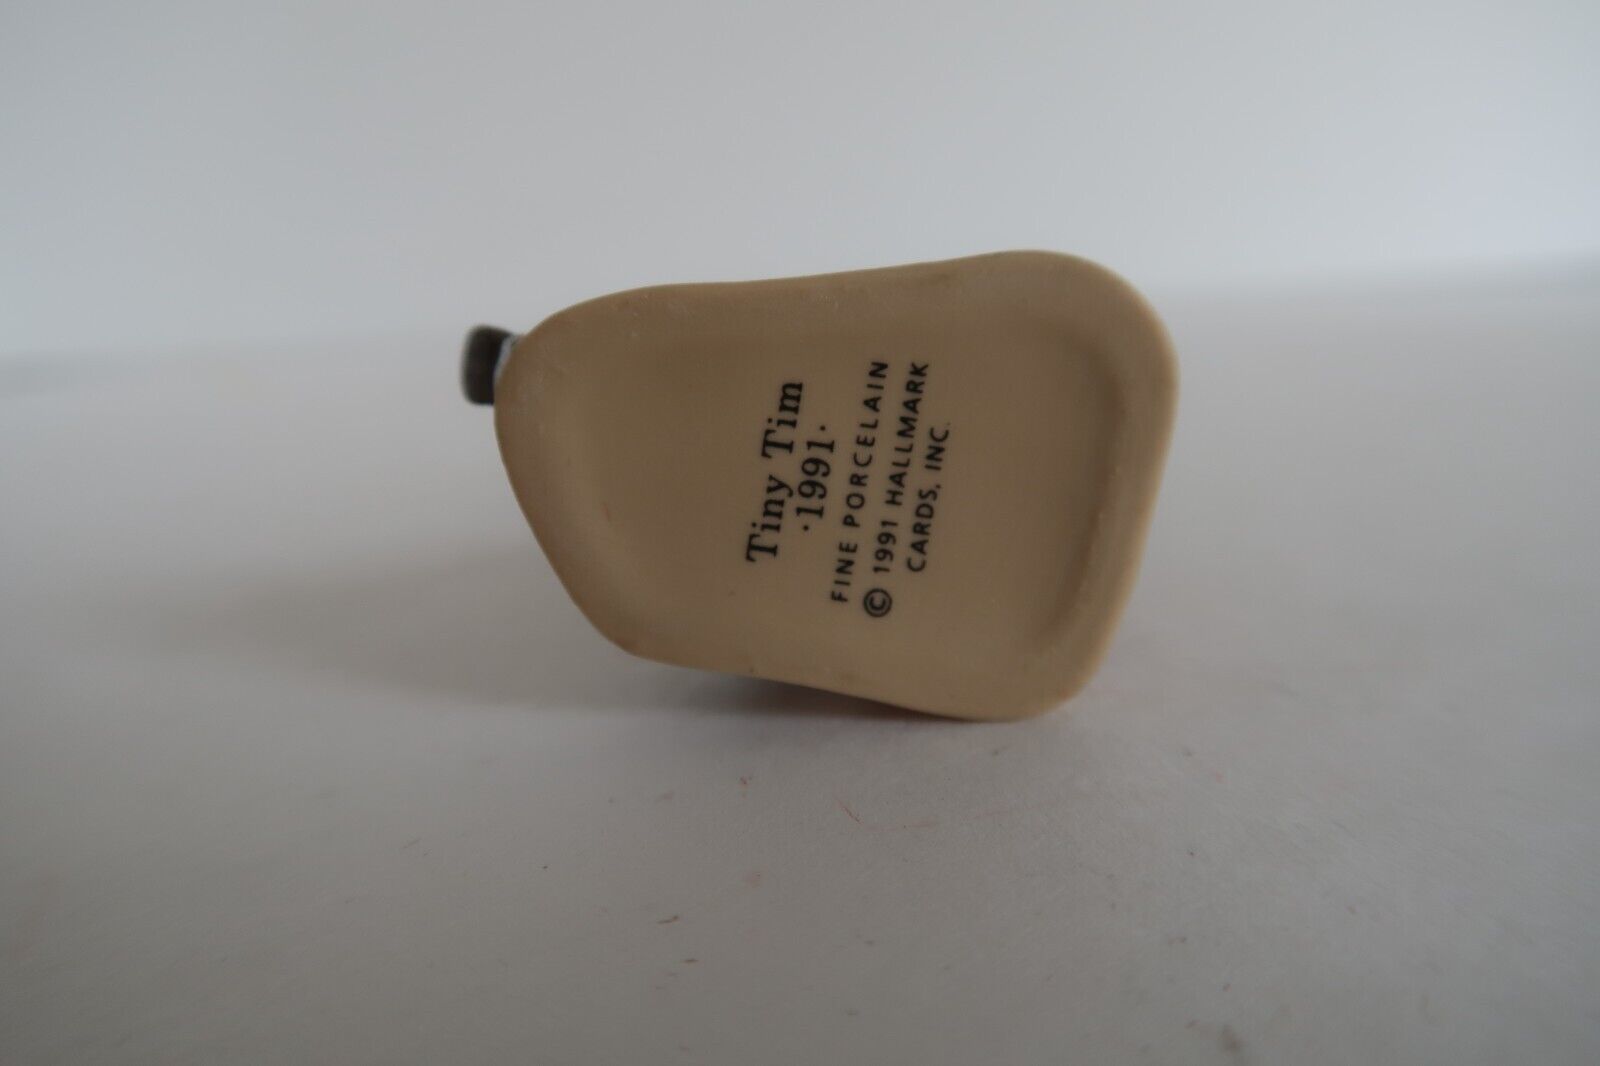 Tiny Tim
·1991·
FINE PORCELAIN
© 1991 HALLMARK
CARDS, INC.